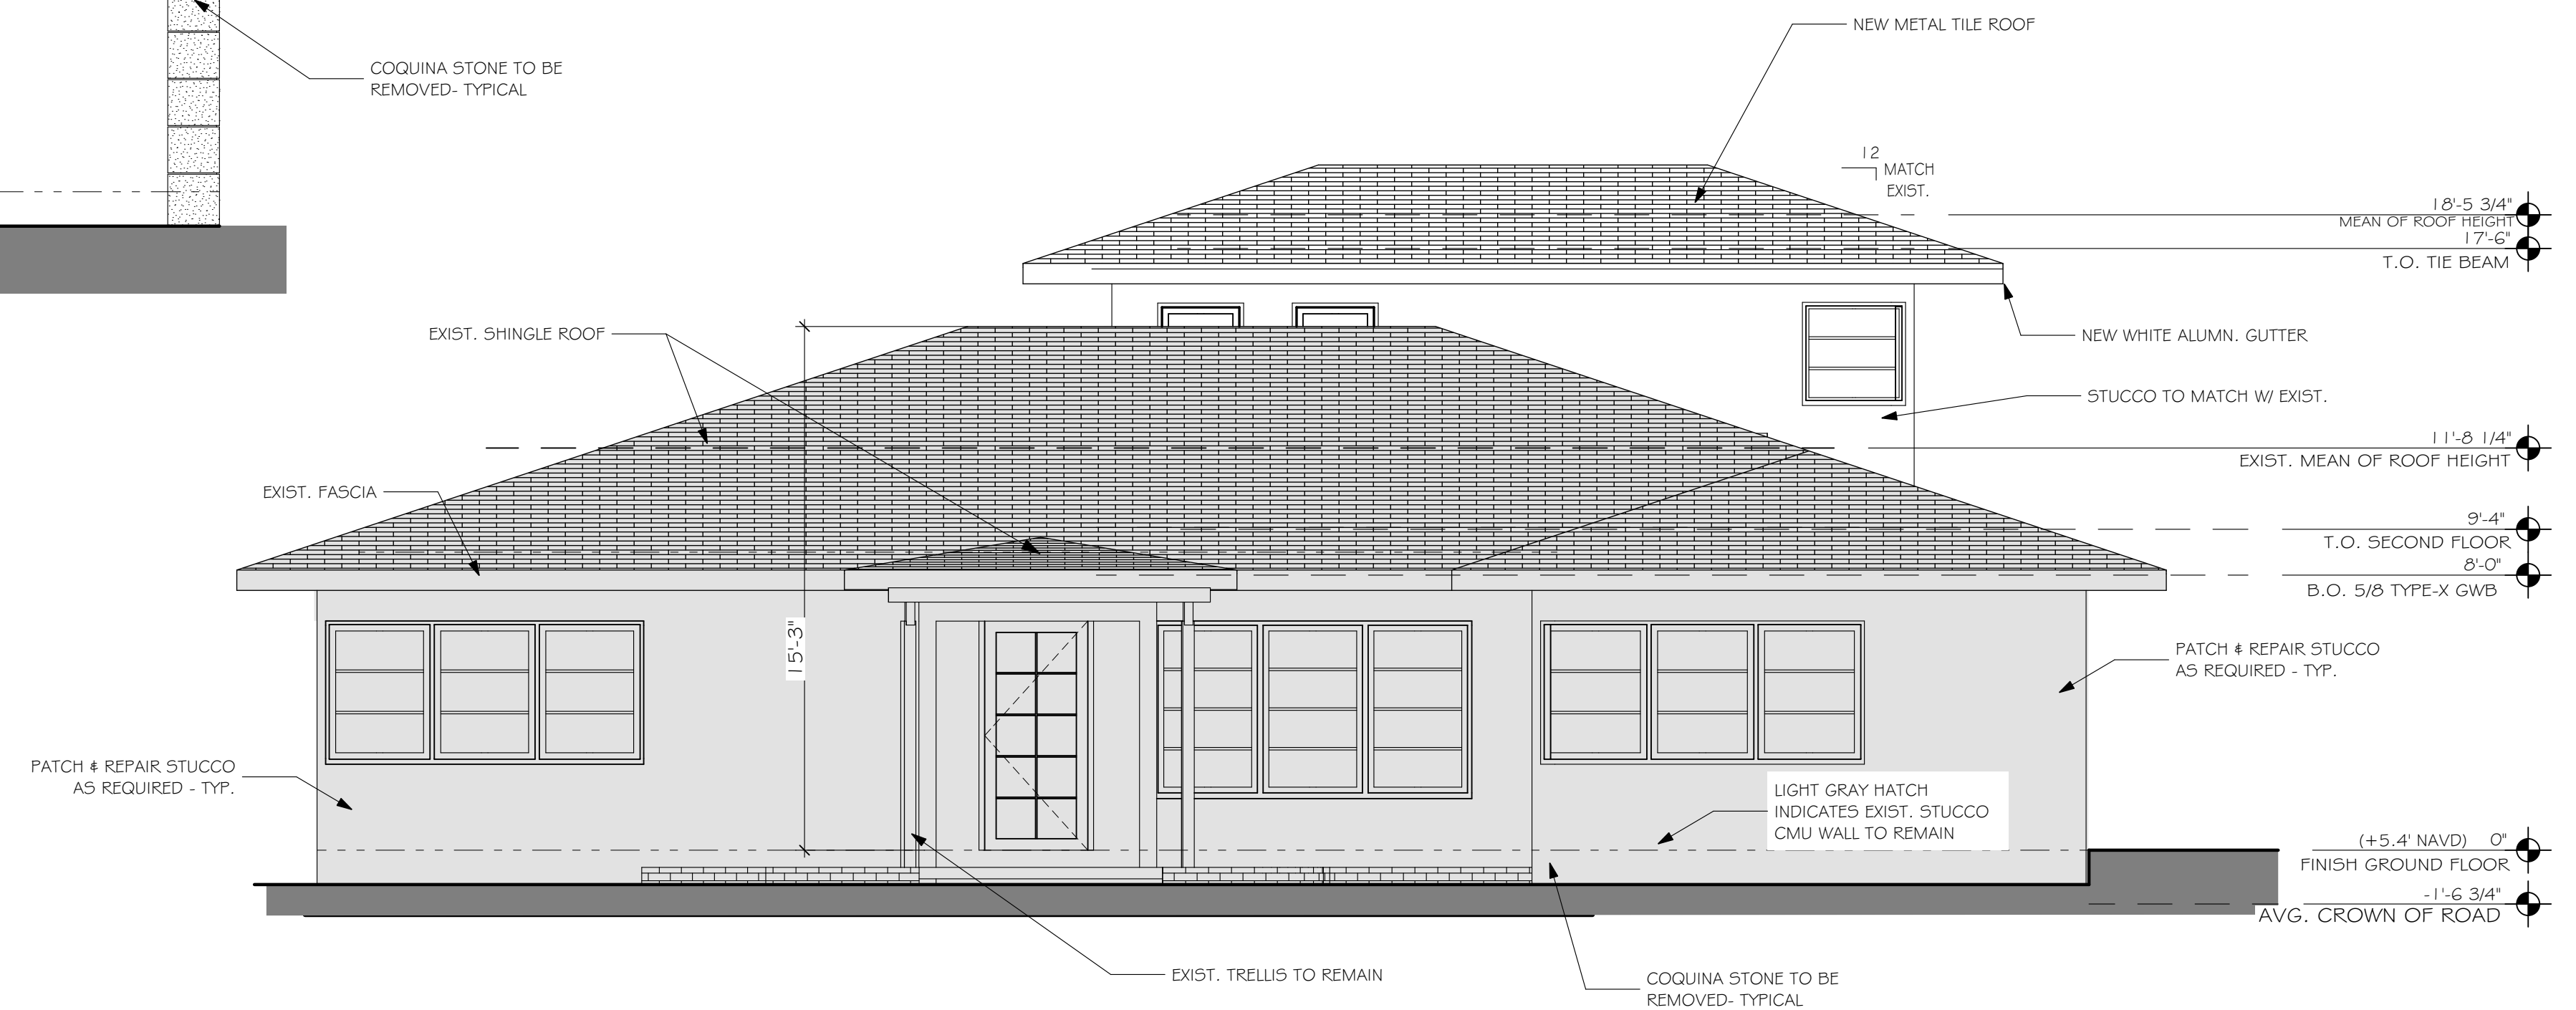 NEW METAL TILE ROOF
COQUINA STONE TO BE
REMOVED- TYPICAL
12
MATCH
EXIST.
18'-5 3/4"
MEAN OF ROOF HEIGHT
17'-6"
T.O. TIE BEAM
EXIST. SHINGLE ROOF
NEW WHITE ALUMN. GUTTER
STUCCO TO MATCH W/ EXIST.
11'-8 1/4"
EXIST. MEAN OF ROOF HEIGHT
EXIST. FASCIA
9'-4"
T.O. SECOND FLOOR
8'-0"
B.O. 5/8 TYPE-X GWB
15'-3"
PATCH & REPAIR STUCCO
AS REQUIRED - TYP.
PATCH & REPAIR STUCCO
AS REQUIRED - TYP.
LIGHT GRAY HATCH
INDICATES EXIST. STUCCO
CMU WALL TO REMAIN
(+5.4' NAVD) 0"
FINISH GROUND FLOOR
-1'-6 3/4"
AVG. CROWN OF ROAD
EXIST. TRELLIS TO REMAIN
COQUINA STONE TO BE
REMOVED- TYPICAL